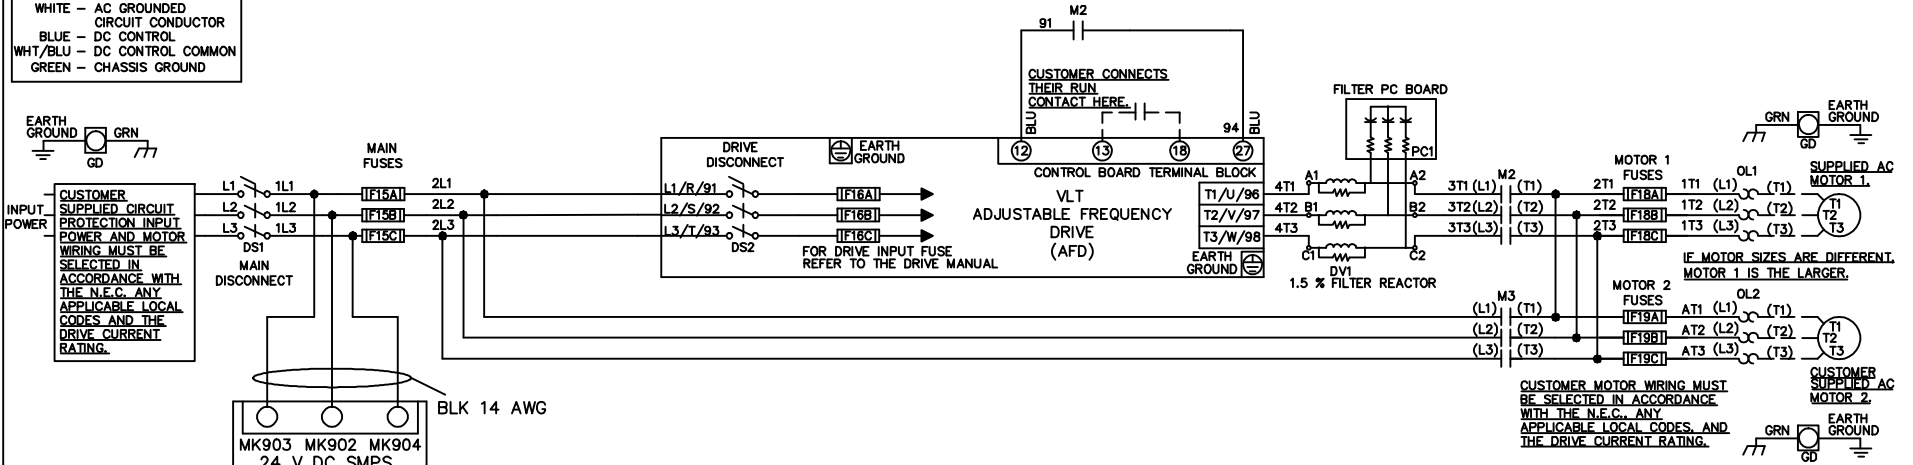 WHITE – AC GROUNDED
CIRCUIT CONDUCTOR
BLUE – DC CONTROL
WHT/BLU – DC CONTROL COMMON
GREEN – CHASSIS GROUND
EARTH
GROUND
GRN
GD
INPUT
POWER
CUSTOMER
SUPPLIED CIRCUIT
PROTECTION INPUT
POWER AND MOTOR
WIRING MUST BE
SELECTED IN
ACCORDANCE WITH
THE N.E.C. ANY
APPLICABLE LOCAL
CODES AND THE
DRIVE CURRENT
RATING.
L1
L2
L3
DS1
MAIN
DISCONNECT
1L1
1L2
1L3
MAIN
FUSES
F15A
F15B
F15C
2L1
2L2
2L3
BLK 14 AWG
MK903 MK902 MK904
24 V DC SMPS
L1/R/91
L2/S/92
L3/T/93
DRIVE
DISCONNECT
DS2
EARTH
GROUND
F16A
F16B
F16C
FOR DRIVE INPUT FUSE
REFER TO THE DRIVE MANUAL
91
M2
CUSTOMER CONNECTS
THEIR RUN
CONTACT HERE.
BLU
94
BLU
12
13
18
27
CONTROL BOARD TERMINAL BLOCK
VLT
ADJUSTABLE FREQUENCY
DRIVE
(AFD)
T1/U/96
T2/V/97
T3/W/98
EARTH
GROUND
4T1
4T2
4T3
FILTER PC BOARD
PC1
A1
A2
B1
B2
C1
C2
DV1
1.5 % FILTER REACTOR
M2
3T1 (L1) (T1)
3T2(L2) (T2)
3T3(L3) (T3)
M3
(L1) (T1)
(L2) (T2)
(L3) (T3)
MOTOR 1
FUSES
2T1
2T2
2T3
F18A
F18B
F18C
1T1 (L1)
1T2 (L2)
1T3 (L3)
OL1
(T1)
(T2)
(T3)
T1
T2
T3
GRN
GD
EARTH
GROUND
SUPPLIED AC
MOTOR 1.
IF MOTOR SIZES ARE DIFFERENT,
MOTOR 1 IS THE LARGER.
MOTOR 2
FUSES
F19A
F19B
F19C
AT1 (L1)
AT2 (L2)
AT3 (L3)
OL2
(T1)
(T2)
(T3)
T1
T2
T3
CUSTOMER
SUPPLIED AC
MOTOR 2.
CUSTOMER MOTOR WIRING MUST
BE SELECTED IN ACCORDANCE
WITH THE N.E.C., ANY
APPLICABLE LOCAL CODES, AND
THE DRIVE CURRENT RATING.
GRN
GD
EARTH
GROUND